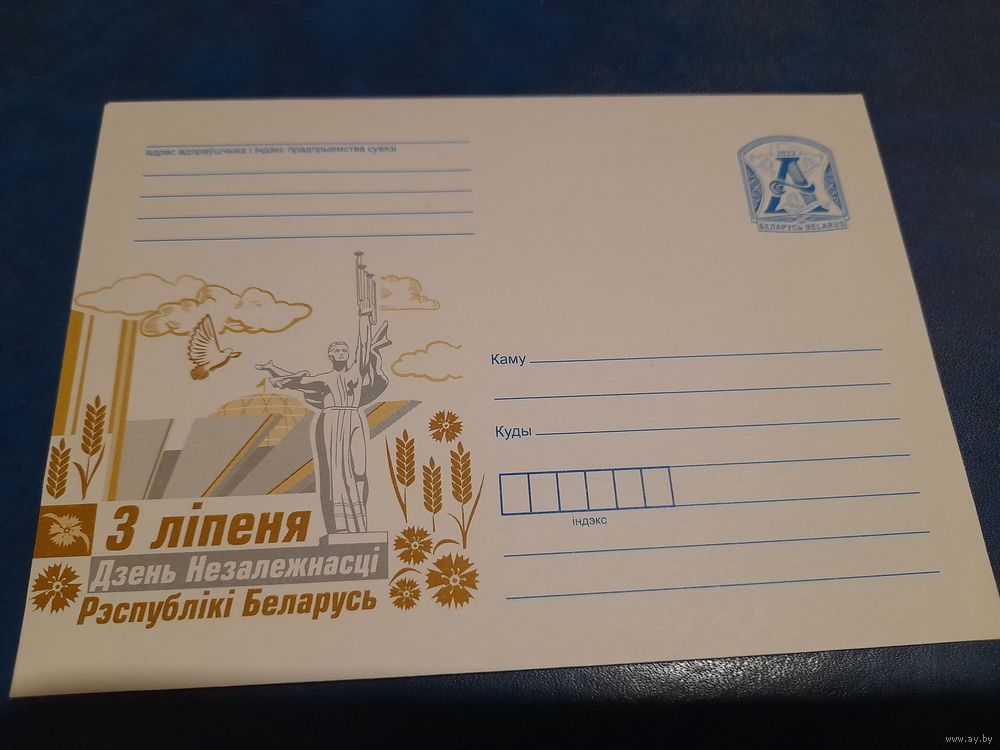 адрас адпраўшчыка і індэкс прадпрыемства сувязі
2022
А
БЕЛАРУСЬ BELARUS
Каму
Куды
індэкс
3 ліпеня
Дзень Незалежнасці
Рэспублікі Беларусь
www.ay.by